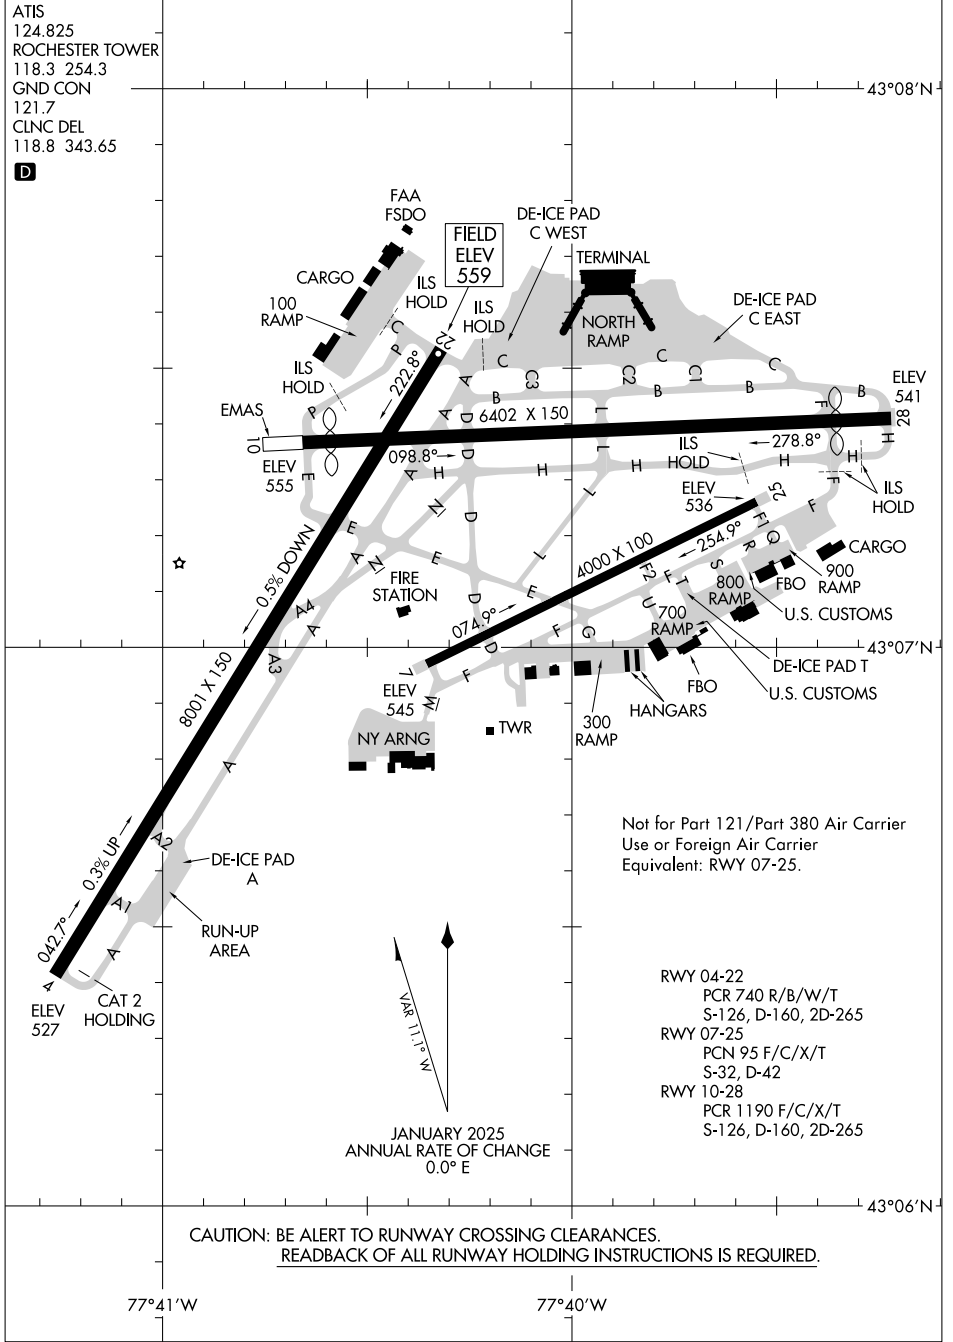 ATIS
124.825
ROCHESTER TOWER
118.3 254.3
GND CON
121.7
CLNC DEL
118.8 343.65
D
43°08'N
FAA
FSDO
FIELD
ELEV
559
DE-ICE PAD
C WEST
TERMINAL
CARGO
ILS
HOLD
100
RAMP
ILS
HOLD
NORTH
RAMP
DE-ICE PAD
C EAST
C
P
22
C
C
C
ILS
HOLD
222.8°
A
C3
C2
C1
B
B
B
B
ELEV
541
EMAS
P
A
D
6402 X 150
L
F
28
10
ELEV
555
098.8°
D
278.8°
H
ILS
HOLD
L
E
A
H
H
H
H
H
ELEV
536
25
F
ILS
HOLD
N
D
L
F1
F
E
A
N
E
L
4000 X 100
254.9°
Q
R
CARGO
0.5% DOWN
FIRE
STATION
F2
F
T
S
800
RAMP
FBO
900
RAMP
U.S. CUSTOMS
A4
A
074.9°
D
E
U
700
RAMP
F
G
43°07'N
A3
D
7
F
ELEV
545
W
DE-ICE PAD T
U.S. CUSTOMS
FBO
HANGARS
300
RAMP
8001 X 150
NY ARNG
TWR
A
Not for Part 121/Part 380 Air Carrier
Use or Foreign Air Carrier
Equivalent: RWY 07-25.
A2
0.3% UP
DE-ICE PAD
A
A1
RUN-UP
AREA
042.7°
A
4
ELEV
527
CAT 2
HOLDING
VAR 11.1° W
RWY 04-22
PCR 740 R/B/W/T
S-126, D-160, 2D-265
RWY 07-25
PCN 95 F/C/X/T
S-32, D-42
RWY 10-28
PCR 1190 F/C/X/T
S-126, D-160, 2D-265
JANUARY 2025
ANNUAL RATE OF CHANGE
0.0° E
43°06'N
CAUTION: BE ALERT TO RUNWAY CROSSING CLEARANCES.
READBACK OF ALL RUNWAY HOLDING INSTRUCTIONS IS REQUIRED.
77°41'W
77°40'W